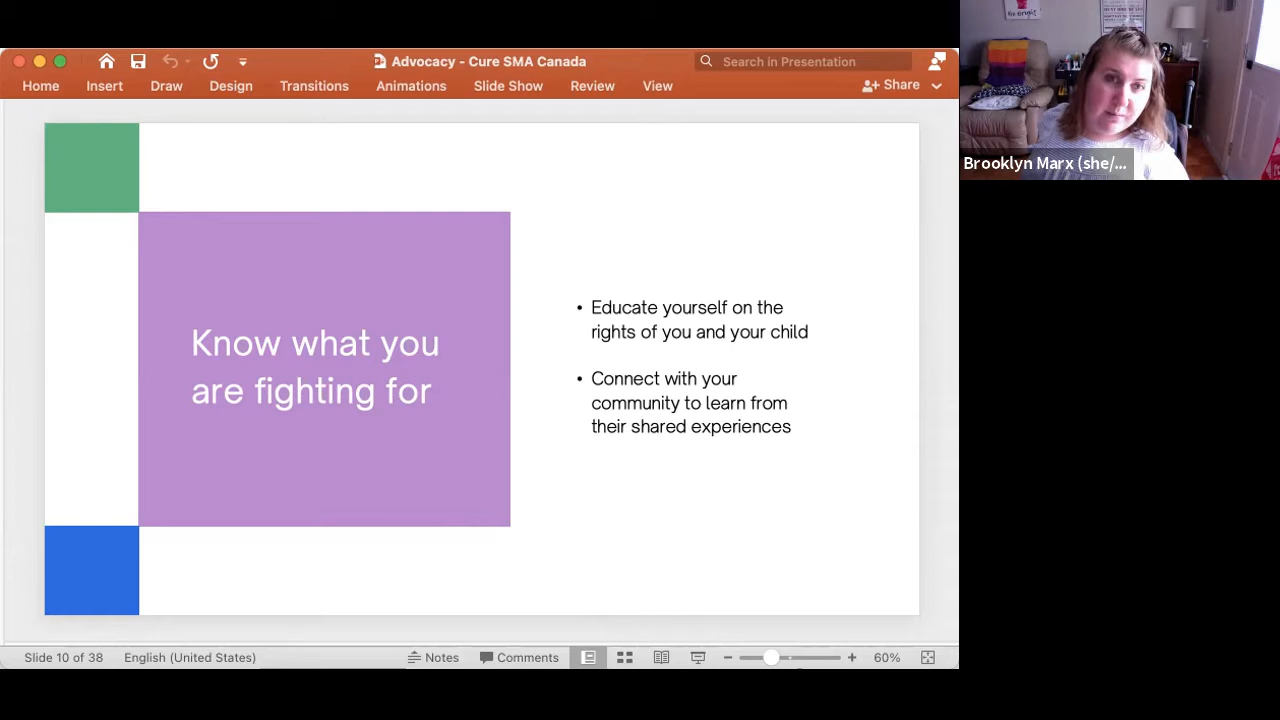 Advocacy - Cure SMA Canada
Search in Presentation
Home Insert Draw Design Transitions Animations Slide Show Review View Share
Know what you
are fighting for
• Educate yourself on the
rights of you and your child
• Connect with your
community to learn from
their shared experiences
Slide 10 of 38 English (United States) Notes Comments 60%
Brooklyn Marx (she/...